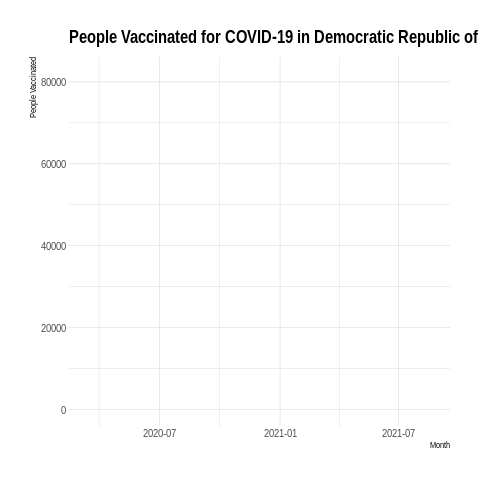 People Vaccinated for COVID-19 in Democratic Republic of
People Vaccinated
80000
60000
40000
20000
0
2020-07 2021-01 2021-07
Month